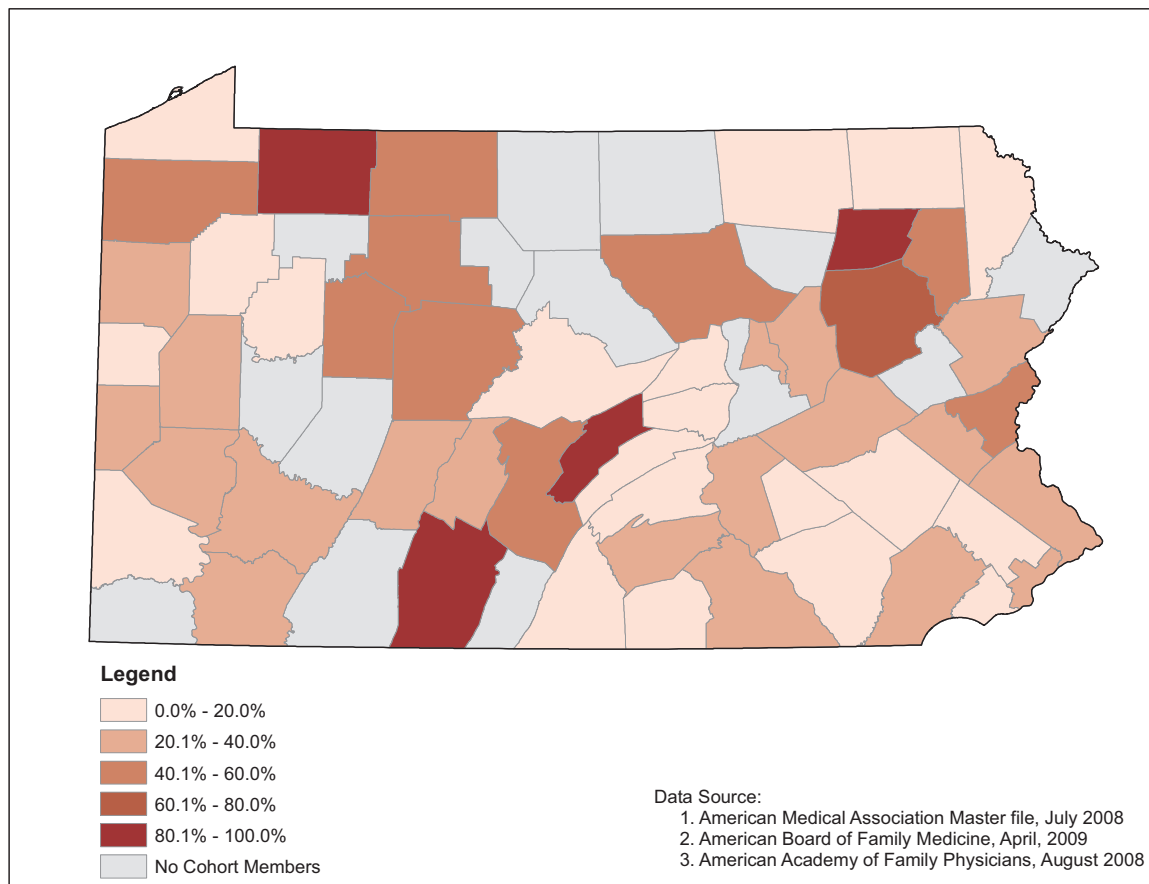 Legend
0.0% - 20.0%
20.1% - 40.0%
40.1% - 60.0%
60.1% - 80.0%
80.1% - 100.0%
No Cohort Members
Data Source:
1. American Medical Association Master file, July 2008
2. American Board of Family Medicine, April, 2009
3. American Academy of Family Physicians, August 2008